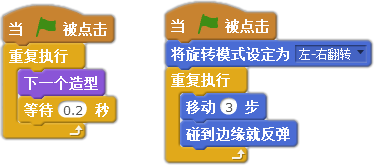 当 被点击
重复执行
下一个造型
等待 0.2 秒
当 被点击
将旋转模式设定为 左-右翻转
重复执行
移动 3 步
碰到边缘就反弹